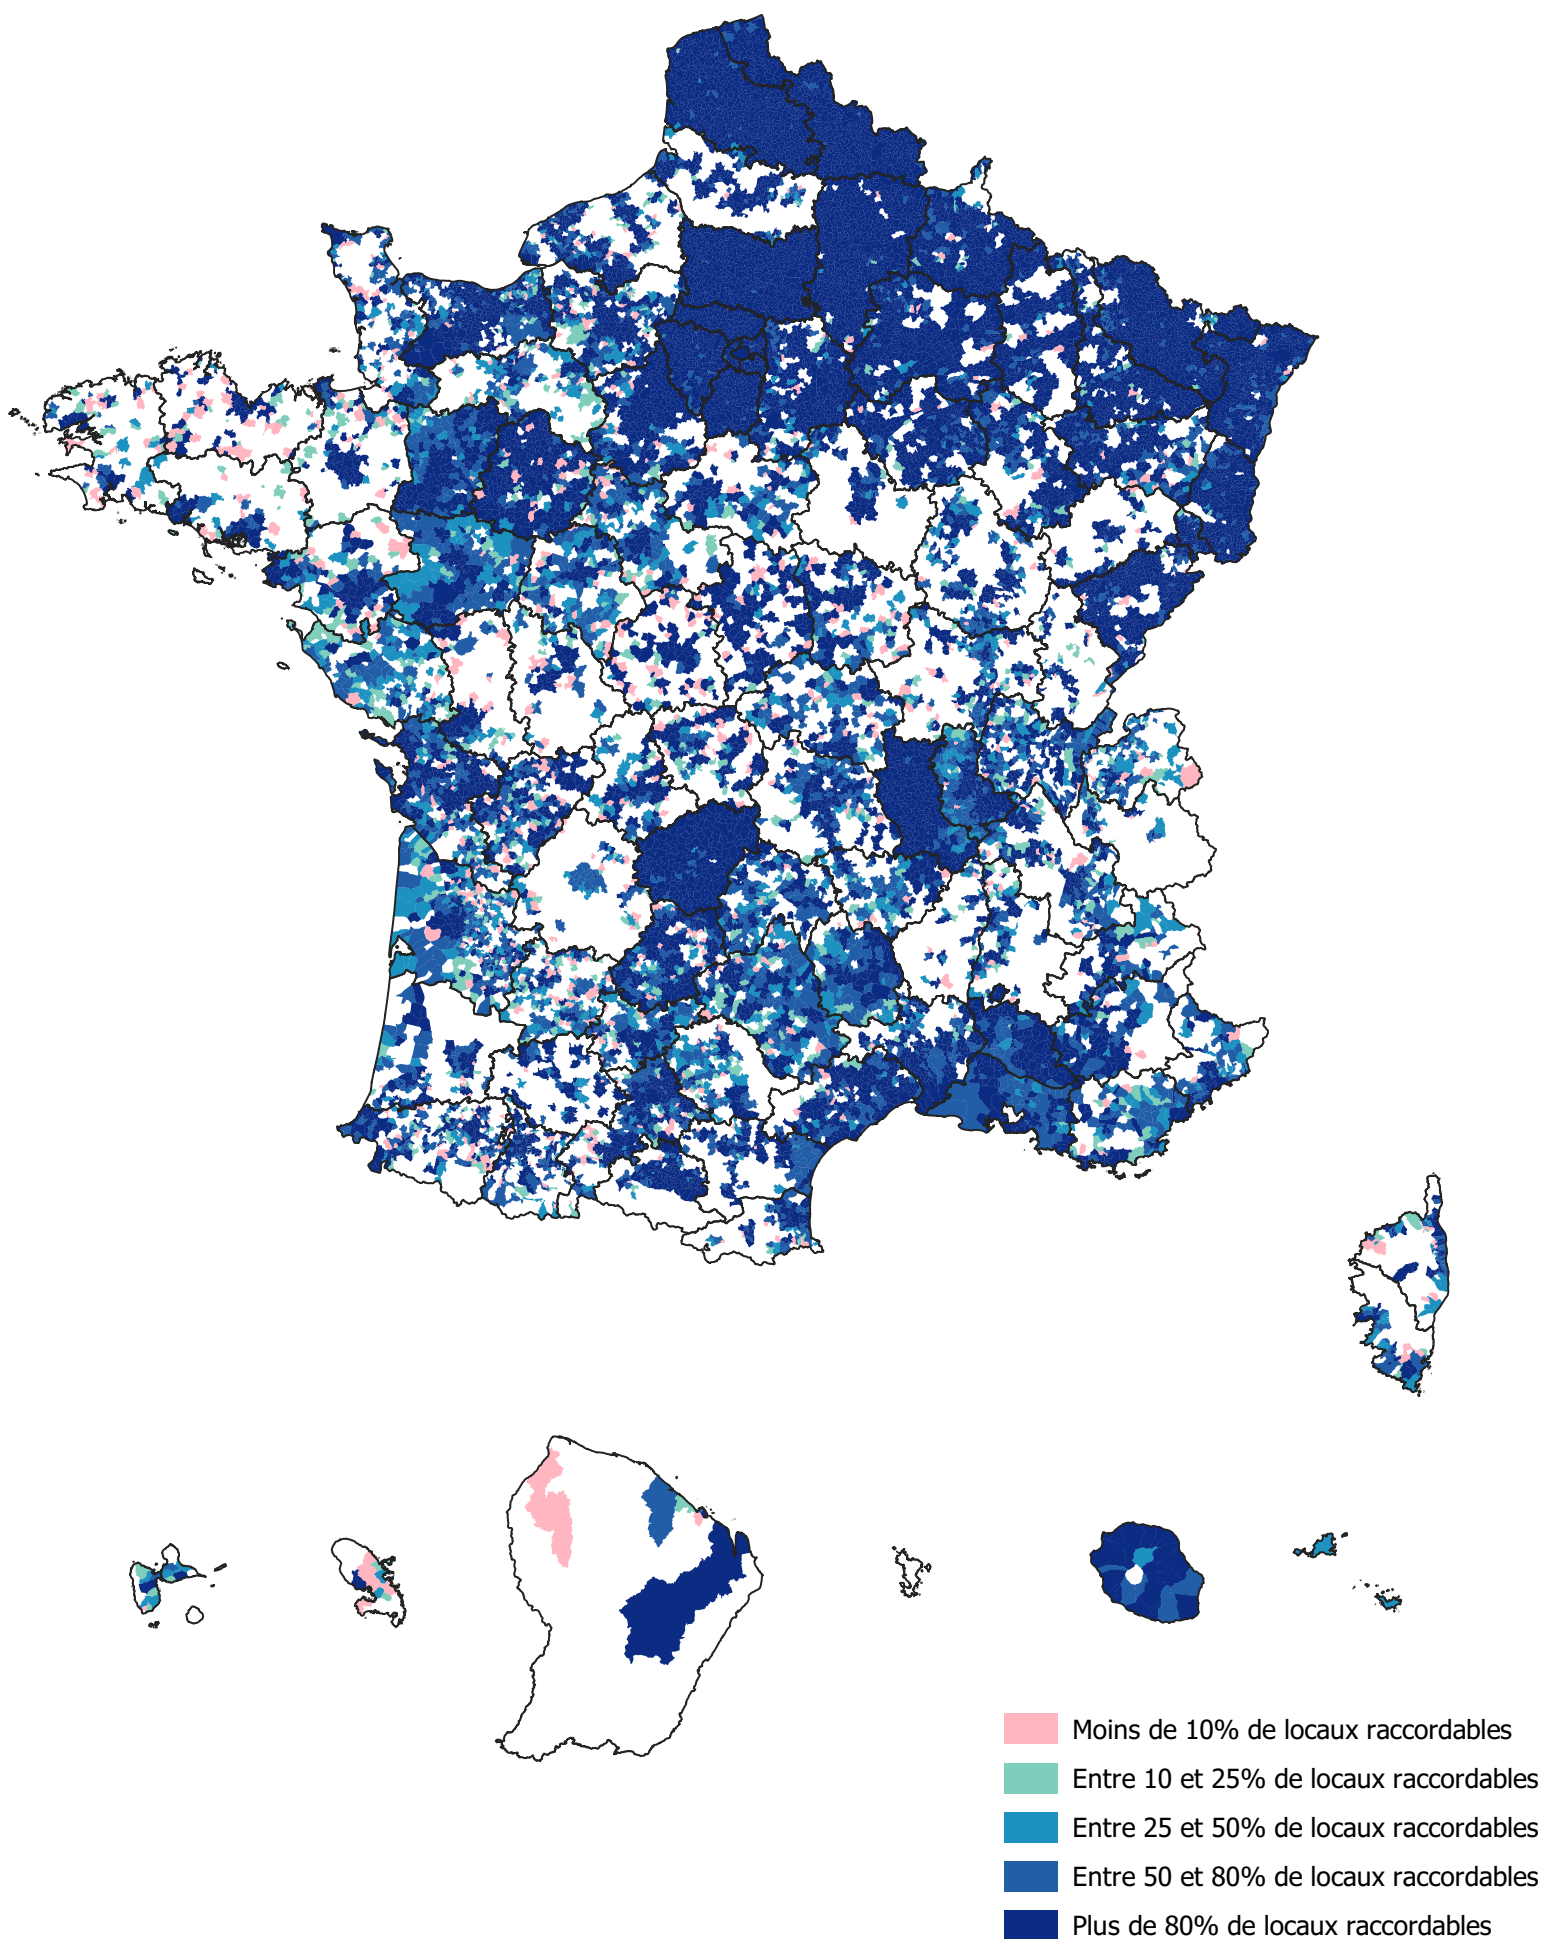 Moins de 10% de locaux raccordables
Entre 10 et 25% de locaux raccordables
Entre 25 et 50% de locaux raccordables
Entre 50 et 80% de locaux raccordables
Plus de 80% de locaux raccordables